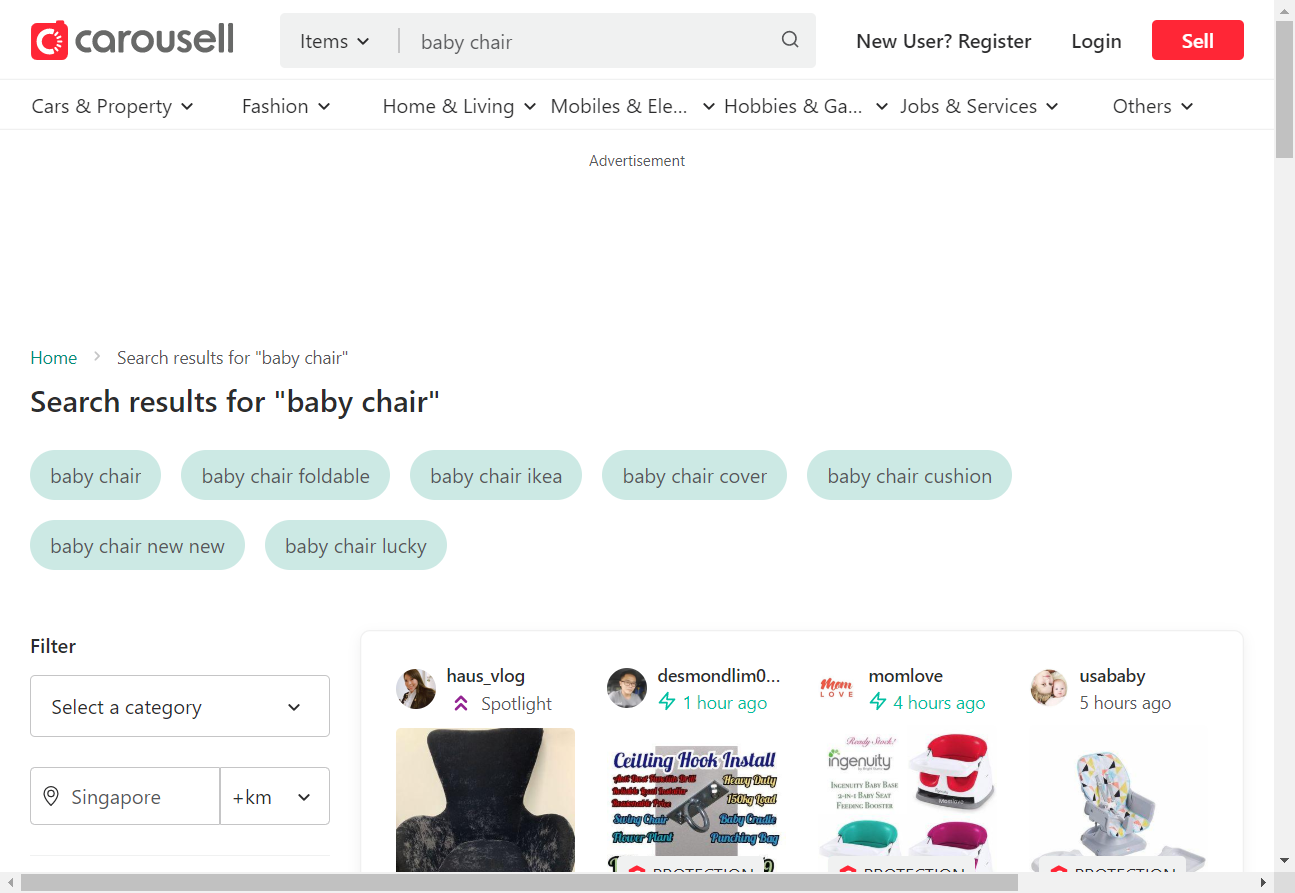 carousell
Items
baby chair
New User? Register
Login
Sell
Cars & Property
Fashion
Home & Living
Mobiles & Ele...
Hobbies & Ga...
Jobs & Services
Others
Advertisement
Home
Search results for "baby chair"
Search results for "baby chair"
baby chair
baby chair foldable
baby chair ikea
baby chair cover
baby chair cushion
baby chair new new
baby chair lucky
Filter
Select a category
Singapore
+km
haus_vlog
Spotlight
desmondlim0...
1 hour ago
Ceilling Hook Install
Heavy Duty
Reasonable Price
150kg Load
Swing Chair
Baby Cradle
Flower Plant
Punching Bag
PROTECTION
momlove
4 hours ago
Mom
LOVE
Ready Stock!
ingenuity
INGENUITY BABY BASE
2-IN-1 BABY SEAT
FEEDING BOOSTER
MomLove
PROTECTION
usababy
5 hours ago
PROTECTION